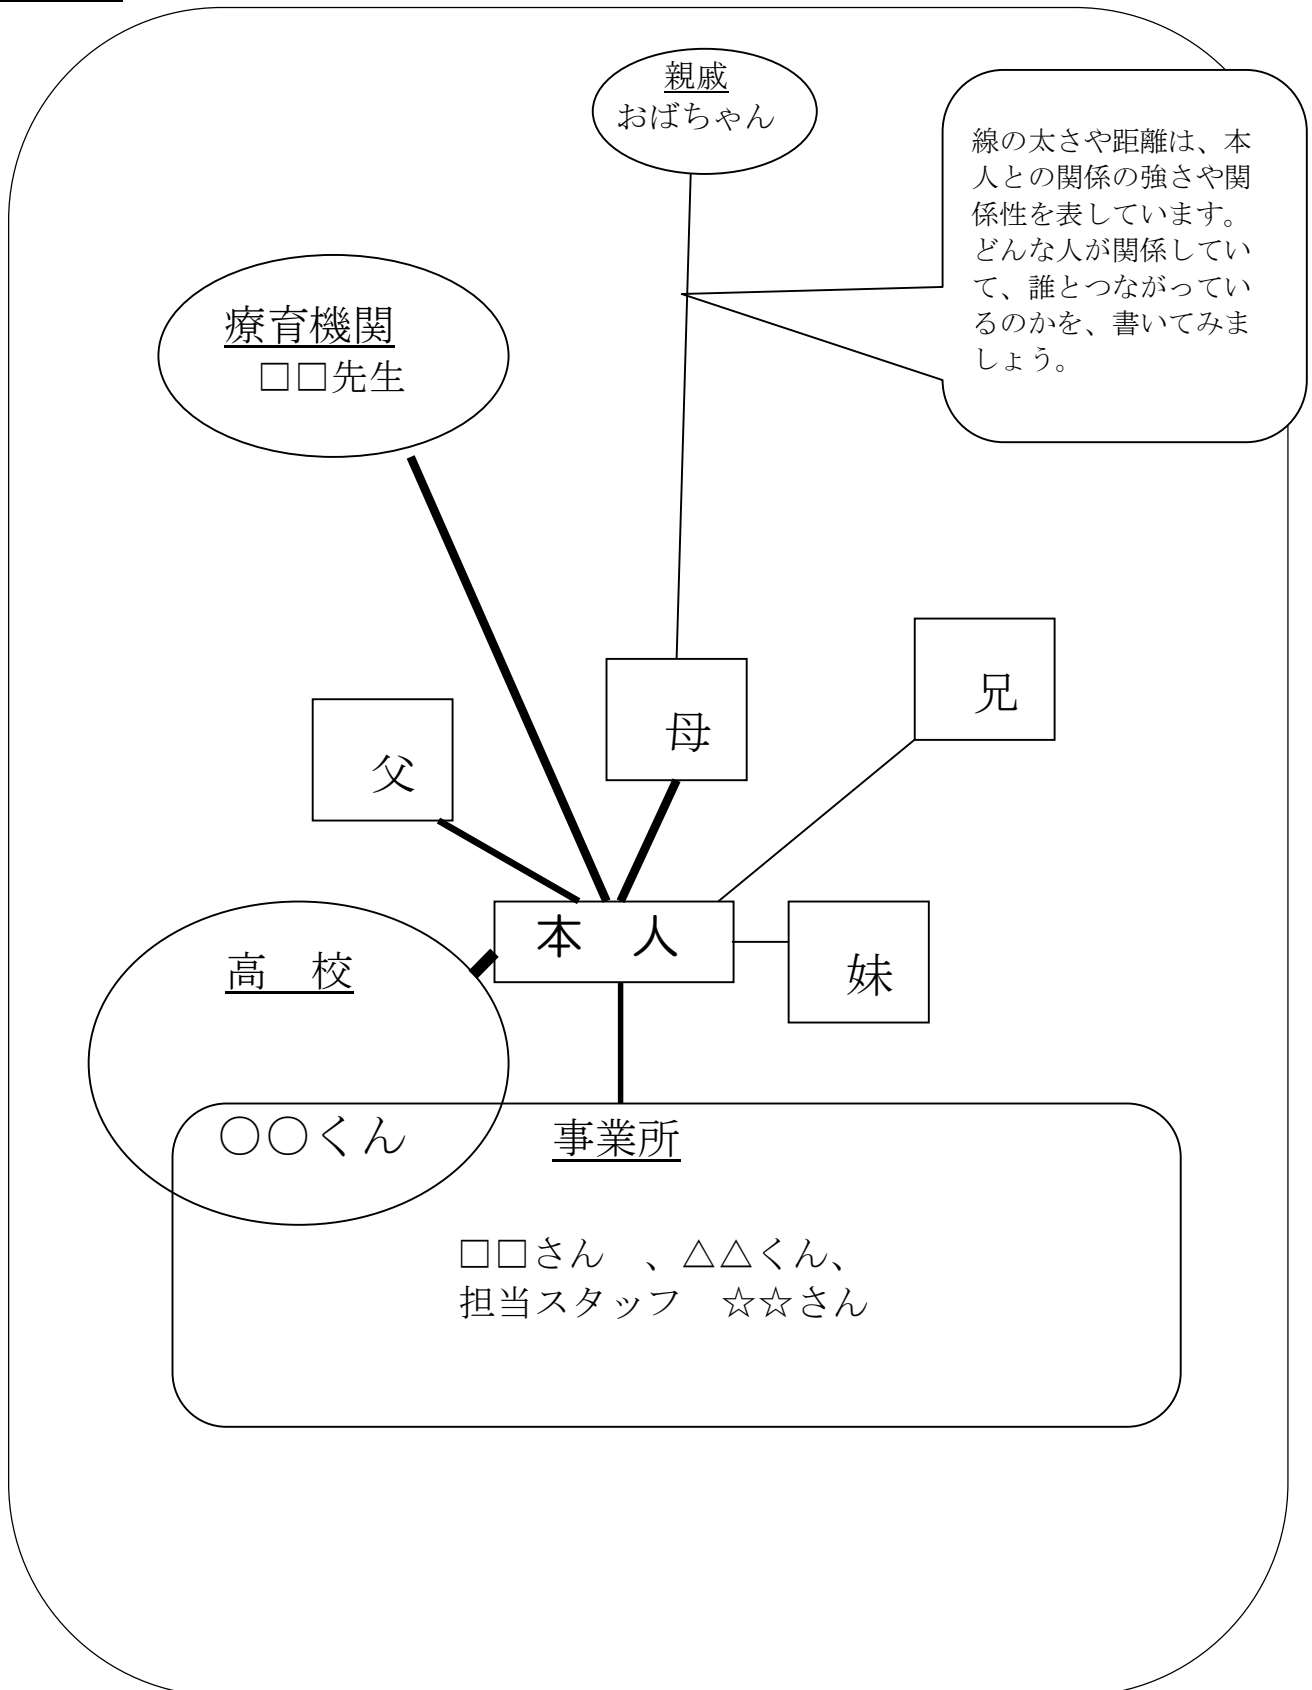 親戚
おばちゃん
線の太さや距離は、本
人との関係の強さや関
係性を表しています。
どんな人が関係してい
て、誰とつながってい
るのかを、書いてみま
しょう。
療育機関
□□先生
兄
母
父
本　人
妹
高　校
○○くん
事業所
□□さん　、△△くん、
担当スタッフ　☆☆さん